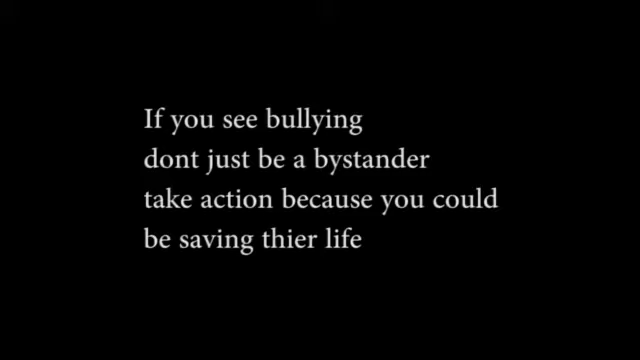 If you see bullying
dont just be a bystander
take action because you could
be saving thier life